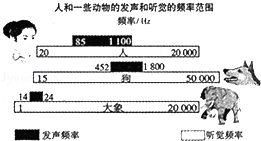 人和一些动物的发声和听觉的频率范围
频率/Hz
85 1 100
20 人 20 000
452 1 800
15 狗 50 000
14 24
1 大象 20 000
发声频率 听觉频率